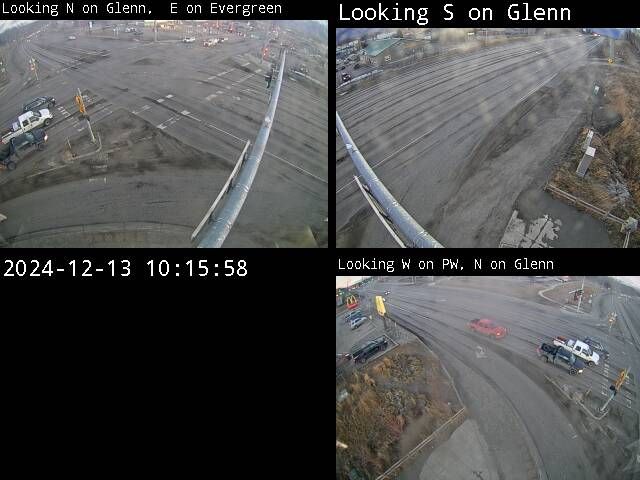 Looking N on Glenn, E on Evergreen
Looking S on Glenn
2024-12-13 10:15:58
Looking W on PW, N on Glenn